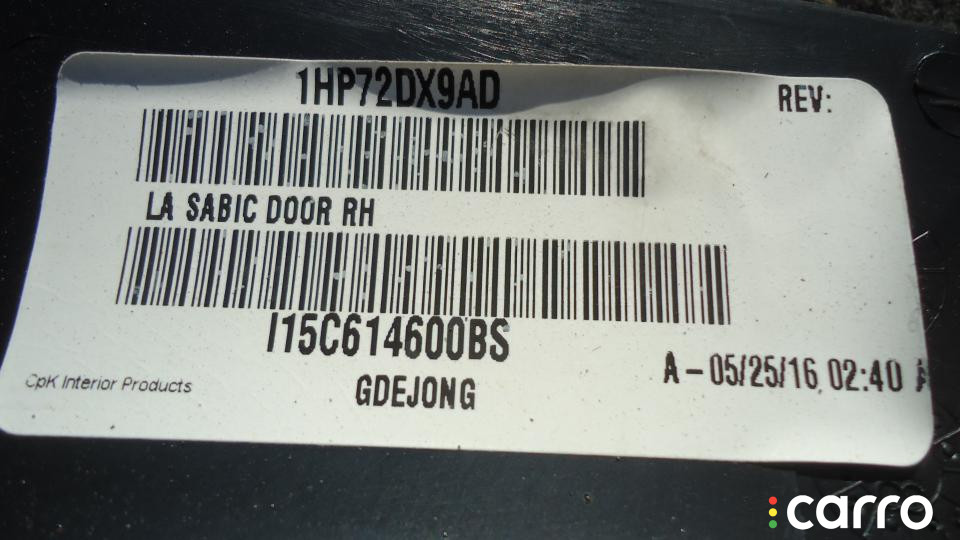 1HP72DX9AD
REV:
LA SABIC DOOR RH
I15C614600BS
CpK Interior Products
GDEJONG
A - 05/25/16 02:40
carro